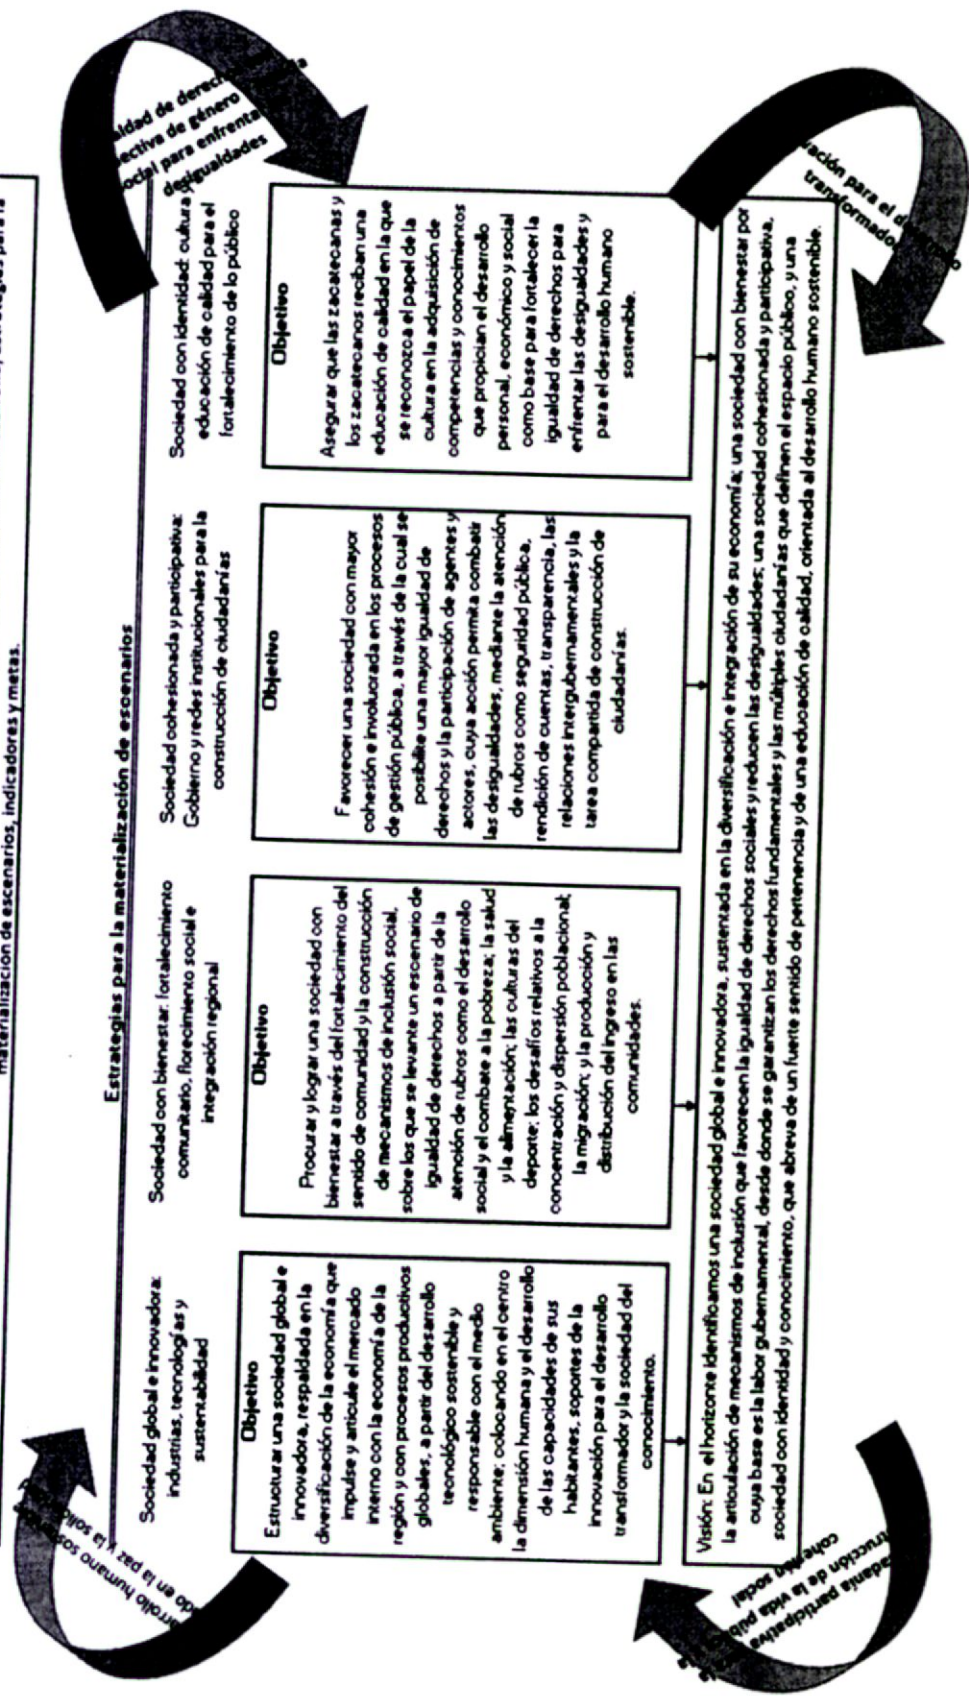 materialización de escenarios, indicadores y metas.
Estrategias para la materialización de escenarios
Sociedad global e innovadora:
industrias, tecnologías y
sustentabilidad
Objetivo
Estructurar una sociedad global e
innovadora, respaldada en la
diversificación de la economía que
impulse y articule el mercado
interno con la economía de la
región y con procesos productivos
globales, a partir del desarrollo
tecnológico sostenible y
responsable con el medio
ambiente; colocando en el centro
la dimensión humana y el desarrollo
de las capacidades de sus
habitantes, soportes de la
innovación para el desarrollo
transformador y la sociedad del
conocimiento.
Sociedad con bienestar: fortalecimiento
comunitario, florecimiento social e
integración regional
Objetivo
Procurar y lograr una sociedad con
bienestar a través del fortalecimiento del
sentido de comunidad y la construcción
de mecanismos de inclusión social,
sobre los que se levante un escenario de
igualdad de derechos a partir de la
atención de rubros como el desarrollo
social y el combate a la pobreza; la salud
y la alimentación; las culturas del
deporte; los desafíos relativos a la
concentración y dispersión poblacional;
la migración; y la producción y
distribución del ingreso en las
comunidades.
Sociedad cohesionada y participativa:
Gobierno y redes institucionales para la
construcción de ciudadanías
Objetivo
Favorecer una sociedad con mayor
cohesión e involucrada en los procesos
de gestión pública, a través de la cual se
posibilite una mayor igualdad de
derechos y la participación de agentes y
actores, cuya acción permita combatir
las desigualdades, mediante la atención
de rubros como seguridad pública,
rendición de cuentas, transparencia, las
relaciones intergubernamentales y la
tarea compartida de construcción de
ciudadanías.
Sociedad con identidad: cultura y
educación de calidad para el
fortalecimiento de lo público
Objetivo
Asegurar que las zacatecanas y
los zacatecanos reciban una
educación de calidad en la que
se reconozca el papel de la
cultura en la adquisición de
competencias y conocimientos
que propician el desarrollo
personal, económico y social
como base para fortalecer la
igualdad de derechos para
enfrentar las desigualdades y
para el desarrollo humano
sostenible.
Visión: En el horizonte identificamos una sociedad global e innovadora, sustentada en la diversificación e integración de su economía; una sociedad con bienestar por
la articulación de mecanismos de inclusión que favorecen la igualdad de derechos sociales y reducen las desigualdades; una sociedad cohesionada y participativa,
cuya base es la labor gubernamental, desde donde se garantizan los derechos fundamentales y las múltiples ciudadanías que definen el espacio público, y una
sociedad con identidad y conocimiento, que abreva de un fuerte sentido de pertenencia y de una educación de calidad, orientada al desarrollo humano sostenible.
rrollo humano
en la paz y la
aldad de
ectiva de género
ocial para
desigualdades
vación para el
participativa
trucción de la vida
social